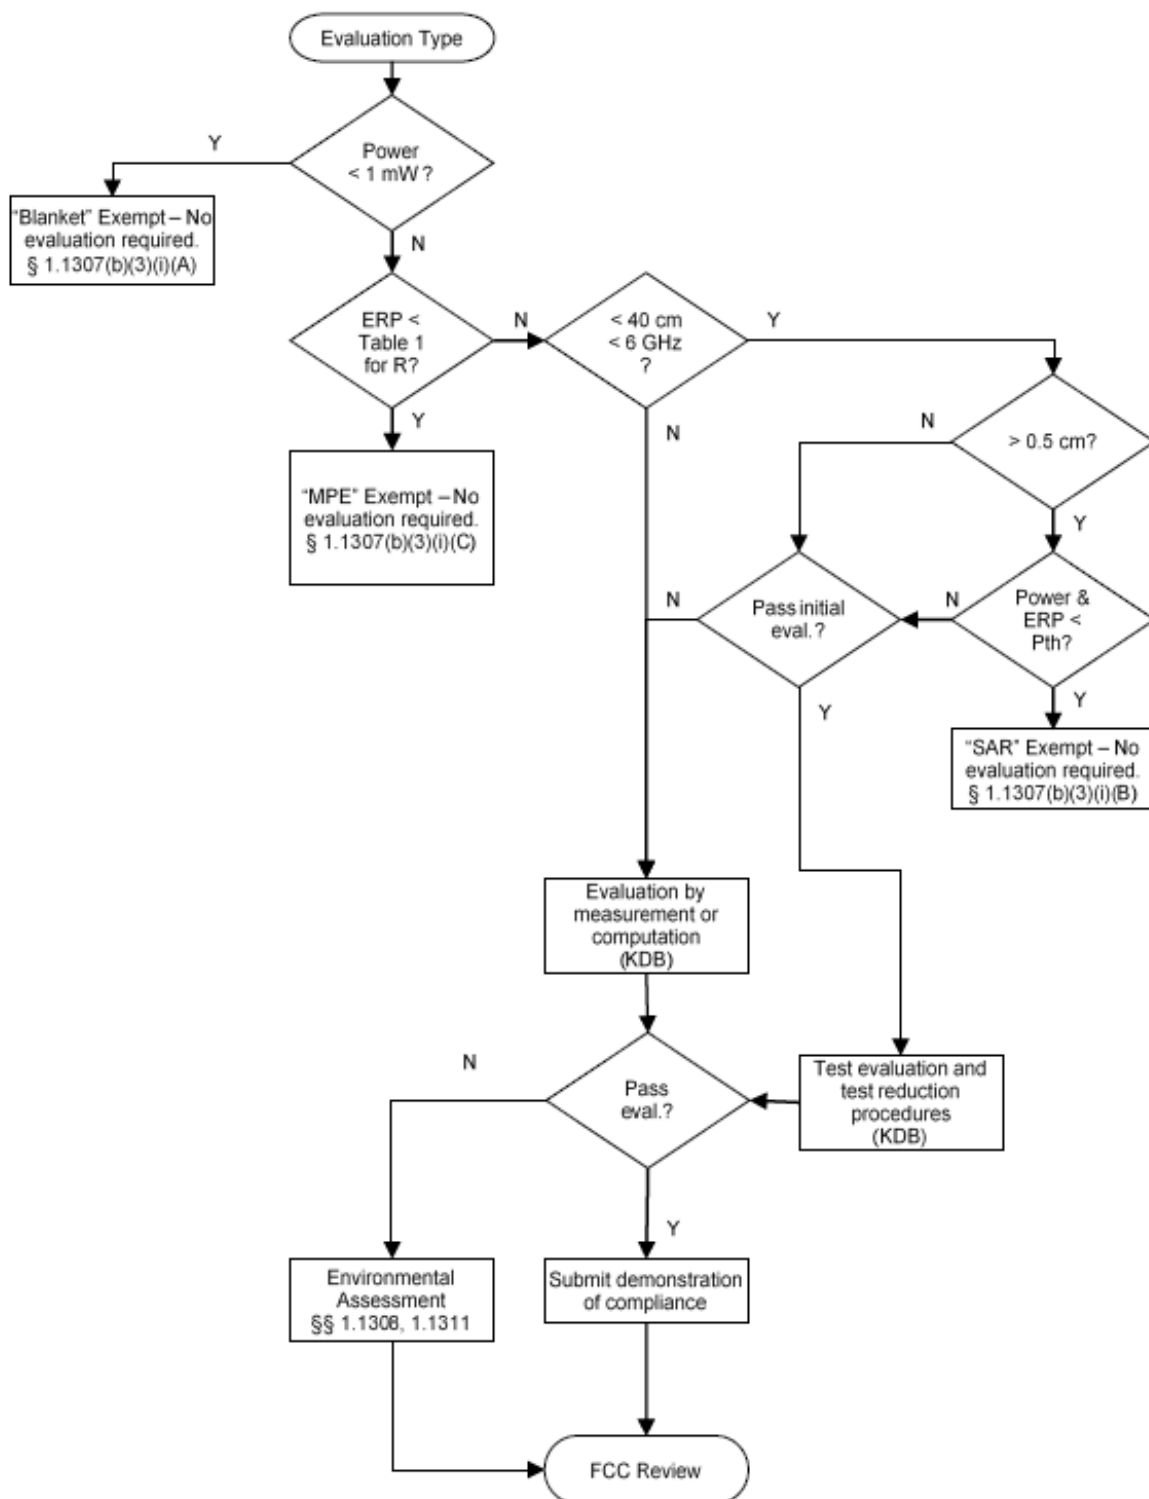 Evaluation Type
Y
Power
< 1 mW ?
"Blanket" Exempt – No
evaluation required.
§ 1.1307(b)(3)(i)(A)
N
ERP <
Table 1
for R?
N
< 40 cm
< 6 GHz
?
Y
Y
N
N
> 0.5 cm?
"MPE" Exempt – No
evaluation required.
§ 1.1307(b)(3)(i)(C)
Y
N
Pass initial
eval.?
N
Power &
ERP <
Pth?
Y
Y
"SAR" Exempt – No
evaluation required.
§ 1.1307(b)(3)(i)(B)
Evaluation by
measurement or
computation
(KDB)
N
Pass
eval.?
Test evaluation and
test reduction
procedures
(KDB)
Y
Environmental
Assessment
§§ 1.1308, 1.1311
Submit demonstration
of compliance
FCC Review